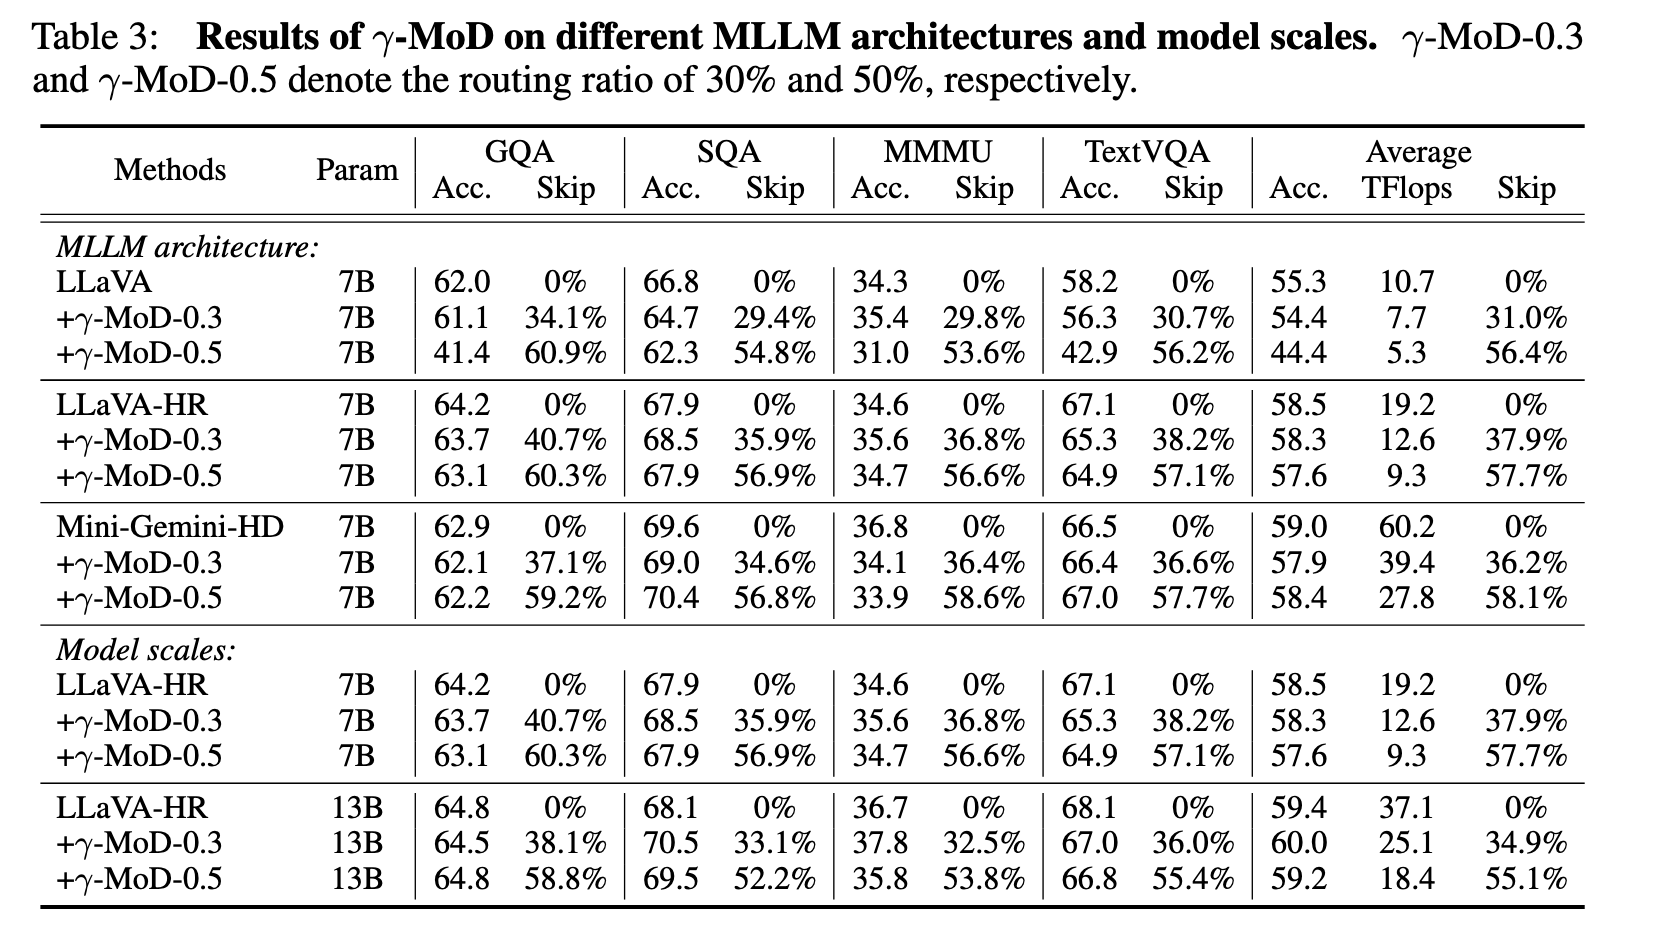 Table 3: Results of γ-MoD on different MLLM architectures and model scales. γ-MoD-0.3
and γ-MoD-0.5 denote the routing ratio of 30% and 50%, respectively.
Methods Param GQA SQA MMMU TextVQA Average
Acc. Skip Acc. Skip Acc. Skip Acc. Skip Acc. TFlops Skip
MLLM architecture:
LLaVA 7B 62.0 0% 66.8 0% 34.3 0% 58.2 0% 55.3 10.7 0%
+γ-MoD-0.3 7B 61.1 34.1% 64.7 29.4% 35.4 29.8% 56.3 30.7% 54.4 7.7 31.0%
+γ-MoD-0.5 7B 41.4 60.9% 62.3 54.8% 31.0 53.6% 42.9 56.2% 44.4 5.3 56.4%
LLaVA-HR 7B 64.2 0% 67.9 0% 34.6 0% 67.1 0% 58.5 19.2 0%
+γ-MoD-0.3 7B 63.7 40.7% 68.5 35.9% 35.6 36.8% 65.3 38.2% 58.3 12.6 37.9%
+γ-MoD-0.5 7B 63.1 60.3% 67.9 56.9% 34.7 56.6% 64.9 57.1% 57.6 9.3 57.7%
Mini-Gemini-HD 7B 62.9 0% 69.6 0% 36.8 0% 66.5 0% 59.0 60.2 0%
+γ-MoD-0.3 7B 62.1 37.1% 69.0 34.6% 34.1 36.4% 66.4 36.6% 57.9 39.4 36.2%
+γ-MoD-0.5 7B 62.2 59.2% 70.4 56.8% 33.9 58.6% 67.0 57.7% 58.4 27.8 58.1%
Model scales:
LLaVA-HR 7B 64.2 0% 67.9 0% 34.6 0% 67.1 0% 58.5 19.2 0%
+γ-MoD-0.3 7B 63.7 40.7% 68.5 35.9% 35.6 36.8% 65.3 38.2% 58.3 12.6 37.9%
+γ-MoD-0.5 7B 63.1 60.3% 67.9 56.9% 34.7 56.6% 64.9 57.1% 57.6 9.3 57.7%
LLaVA-HR 13B 64.8 0% 68.1 0% 36.7 0% 68.1 0% 59.4 37.1 0%
+γ-MoD-0.3 13B 64.5 38.1% 70.5 33.1% 37.8 32.5% 67.0 36.0% 60.0 25.1 34.9%
+γ-MoD-0.5 13B 64.8 58.8% 69.5 52.2% 35.8 53.8% 66.8 55.4% 59.2 18.4 55.1%